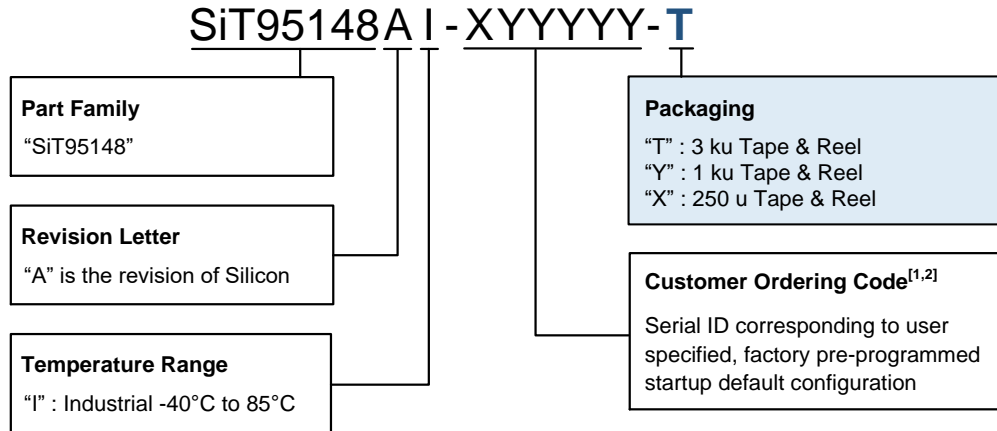 SiT95148AI-XYYYYY-T
Part Family
“SiT95148”
Revision Letter
“A” is the revision of Silicon
Temperature Range
“I” : Industrial -40°C to 85°C
Packaging
“T” : 3 ku Tape & Reel
“Y” : 1 ku Tape & Reel
“X” : 250 u Tape & Reel
Customer Ordering Code[1,2]
Serial ID corresponding to user
specified, factory pre-programmed
startup default configuration